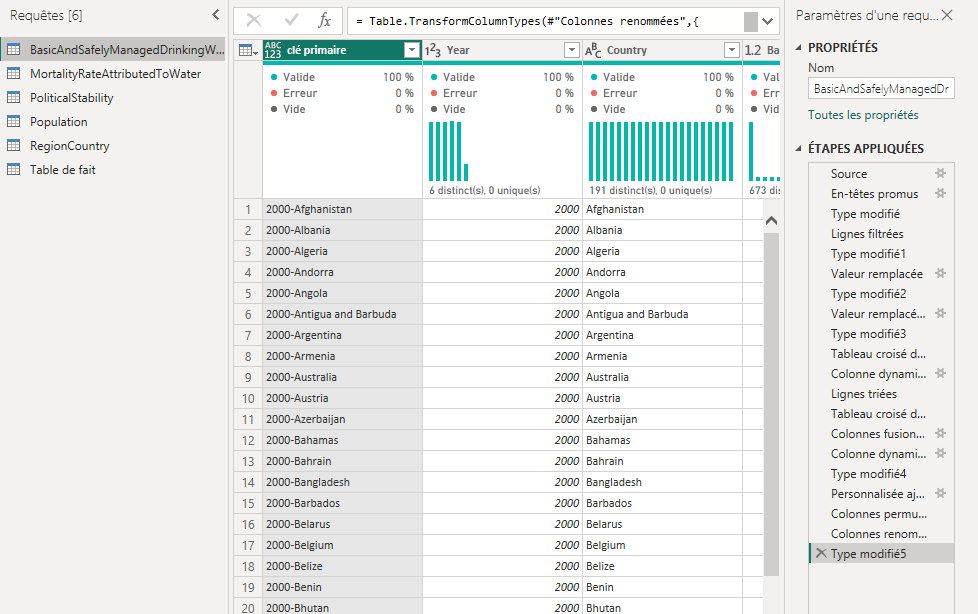 Requêtes [6]
BasicAndSafelyManagedDrinkingW...
MortalityRateAttributedToWater
PoliticalStability
Population
RegionCountry
Table de fait
fx
= Table.TransformColumnTypes(#"Colonnes renommées",{
ABC 123 clé primaire
1 2 3 Year
A B C Country
1.2 Ba
Valide 100 %
Erreur 0 %
Vide 0 %
Valide 100 %
Erreur 0 %
Vide 0 %
6 distinct(s), 0 unique(s)
Valide 100 %
Erreur 0 %
Vide 0 %
191 distinct(s), 0 unique(s)
Val
Err
Vid
673 dis
1 2000-Afghanistan 2000 Afghanistan
2 2000-Albania 2000 Albania
3 2000-Algeria 2000 Algeria
4 2000-Andorra 2000 Andorra
5 2000-Angola 2000 Angola
6 2000-Antigua and Barbuda 2000 Antigua and Barbuda
7 2000-Argentina 2000 Argentina
8 2000-Armenia 2000 Armenia
9 2000-Australia 2000 Australia
10 2000-Austria 2000 Austria
11 2000-Azerbaijan 2000 Azerbaijan
12 2000-Bahamas 2000 Bahamas
13 2000-Bahrain 2000 Bahrain
14 2000-Bangladesh 2000 Bangladesh
15 2000-Barbados 2000 Barbados
16 2000-Belarus 2000 Belarus
17 2000-Belgium 2000 Belgium
18 2000-Belize 2000 Belize
19 2000-Benin 2000 Benin
20 2000-Bhutan 2000 Bhutan
Paramètres d'une requ...
PROPRIÉTÉS
Nom
BasicAndSafelyManagedDr
Toutes les propriétés
ÉTAPES APPLIQUÉES
Source
En-têtes promus
Type modifié
Lignes filtrées
Type modifié1
Valeur remplacée
Type modifié2
Valeur remplacé...
Type modifié3
Tableau croisé d...
Colonne dynami...
Lignes triées
Tableau croisé d...
Colonnes fusion...
Colonne dynami...
Type modifié4
Personnalisée aj...
Colonnes permu...
Colonnes renom...
Type modifié5